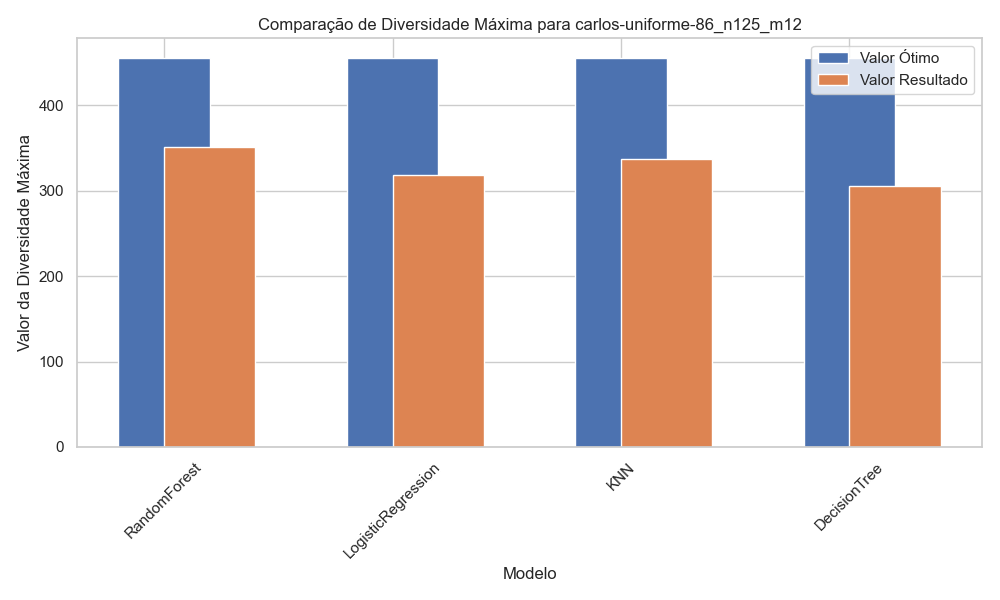 Comparação de Diversidade Máxima para carlos-uniforme-86_n125_m12
Valor Ótimo
Valor Resultado
Valor da Diversidade Máxima
400
300
200
100
0
RandomForest
LogisticRegression
KNN
DecisionTree
Modelo